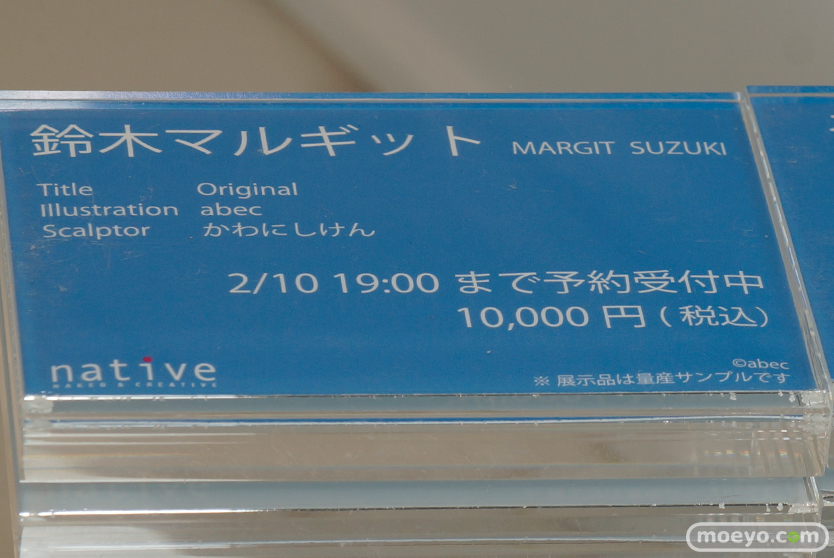 鈴木マルギット MARGIT SUZUKI
Title Original
Illustration abec
Scalptor かわにしけん
2/10 19:00 まで予約受付中
10,000 円 ( 税込)
native
NAKED & CREATIVE
©abec
※ 展示品は量産サンプルです
moeyo.com